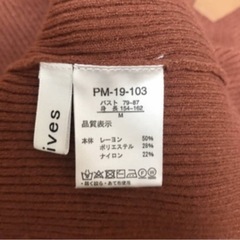 ives
PM-19-103
バスト 79-87
身長 154-162
M
品質表示
本体 レーヨン 50%
ポリエステル 28%
ナイロン 22%